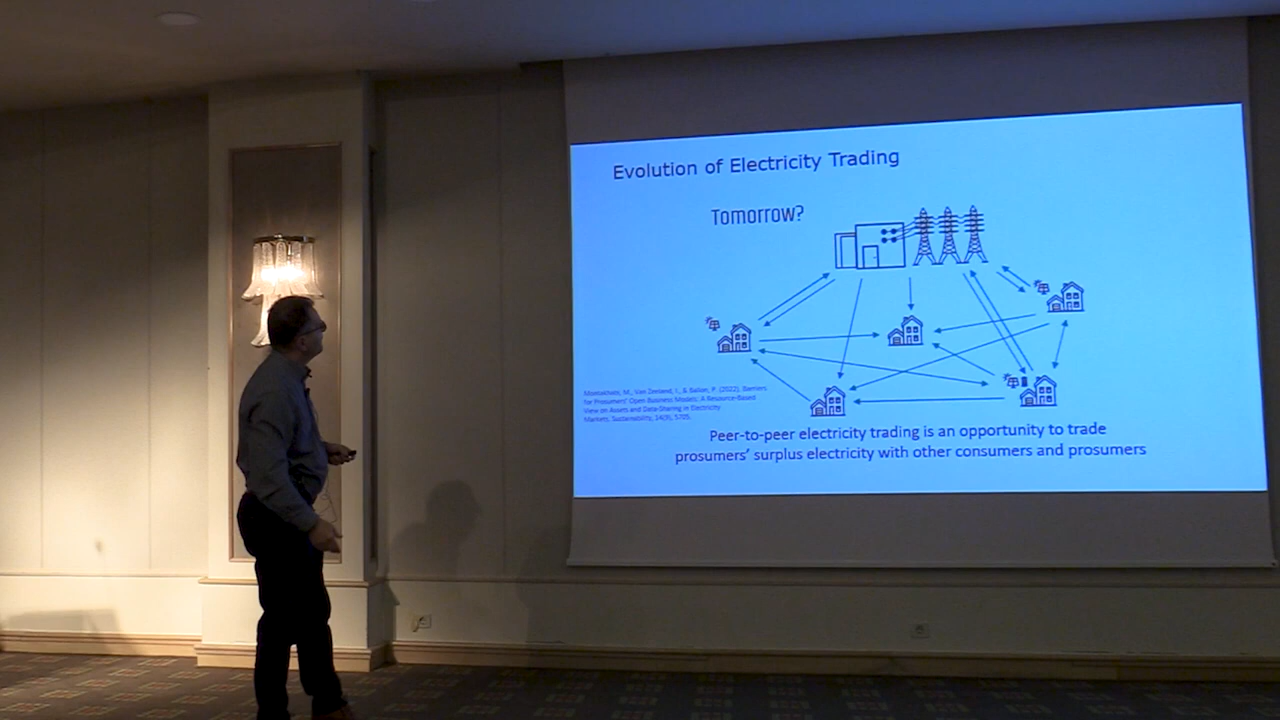 Evolution of Electricity Trading
Tomorrow?
Montakhabi, M., Van Zeeland, I., & Ballon, P. (2022). Barriers
for Prosumers' Open Business Models: A Resource-Based
View on Assets and Data-Sharing in Electricity
Markets. Sustainability, 14(9), 5705.
Peer-to-peer electricity trading is an opportunity to trade
prosumers' surplus electricity with other consumers and prosumers